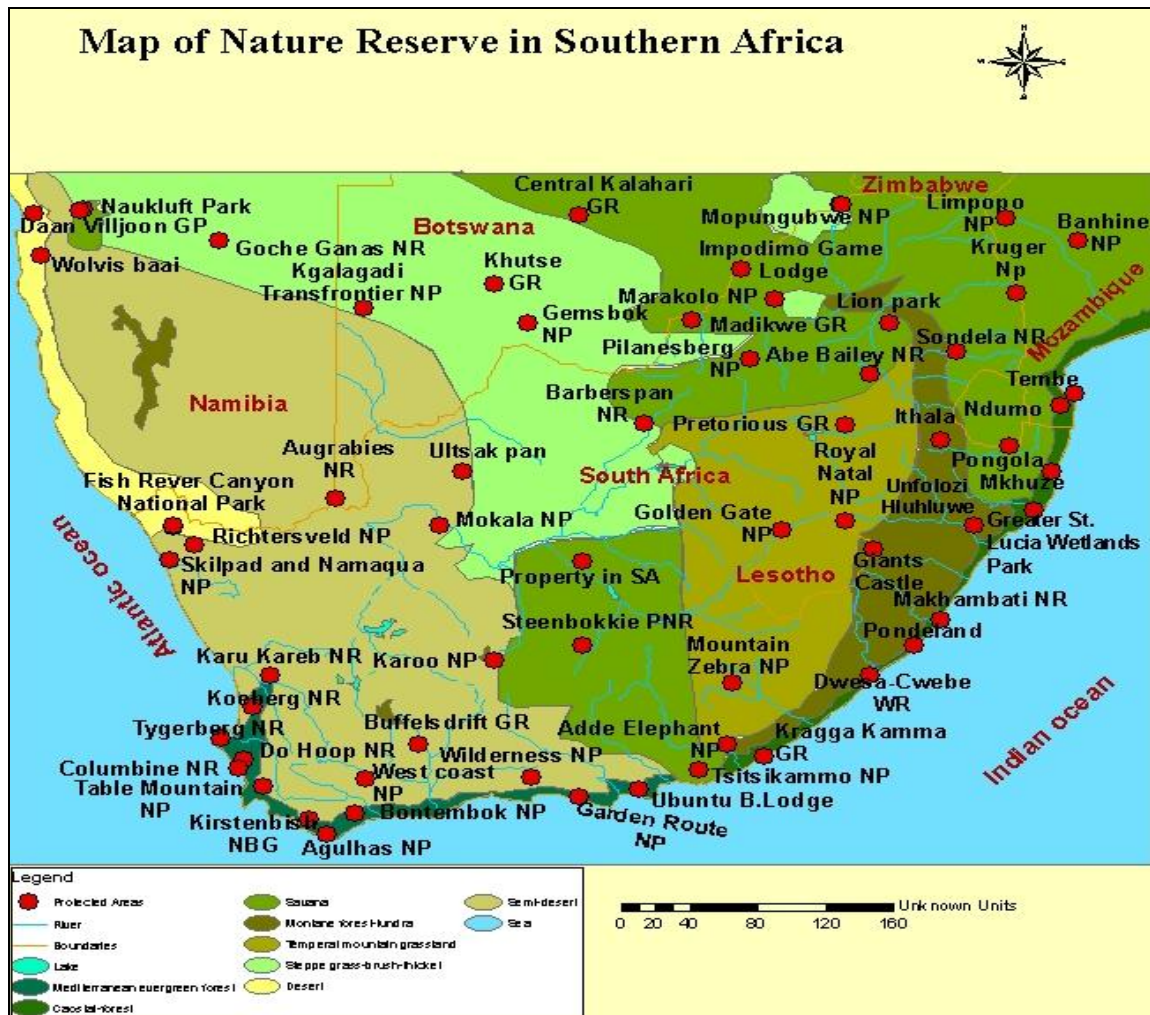 Map of Nature Reserve in Southern Africa
Central Kalahari
GR
Zimbabwe
Naukluft Park
Daan Villjoon GP
Botswana
Mopungubwe NP
Limpopo
NP
Banhine
NP
Goche Ganas NR
Wolvis baai
Kgalagadi
Transfrontier NP
Khutse
GR
Impodimo Game
Lodge
Kruger
Np
Mozambique
Marakolo NP
Lion park
Gemsbok
NP
Madikwe GR
Sondela NR
Pilanesberg
NP
Abe Bailey NR
Tembe
Namibia
Barberspan
NR
Pretorious GR
Ithala
Ndumo
Augrabies
NR
Ultsak pan
Royal
Natal
NP
Pongola
Mkhuze
South Africa
Fish Rever Canyon
National Park
Unfolozi
Hluhluwe
Mokala NP
Golden Gate
NP
Greater St.
Lucia Wetlands
Park
Richtersveld NP
Skilpad and Namaqua
NP
Atlantic ocean
Property in SA
Lesotho
Giants
Castle
Makhambati NR
Steenbokkie PNR
Pondeland
Karu Kareb NR
Karoo NP
Mountain
Zebra NP
Dwesa-Cwebe
WR
Indian ocean
Koeberg NR
Tygerberg NR
Buffelsdrift GR
Adde Elephant
NP
Kragga Kamma
GR
Do Hoop NR
Wilderness NP
Columbine NR
West coast
NP
Tsitsikammo NP
Table Mountain
NP
Ubuntu B.Lodge
Kirstenbish
NBG
Bontembok NP
Garden Route
NP
Agulhas NP
Legend
Protected Areas
River
Boundaries
Lake
Mediterranean evergreen forest
Caostal-forest
Sauana
Temperal mountain grassland
Steppe grass-brush-thicket
Desert
Semi-desert
Sea
0 20 40 80 120 160
Unknown Units